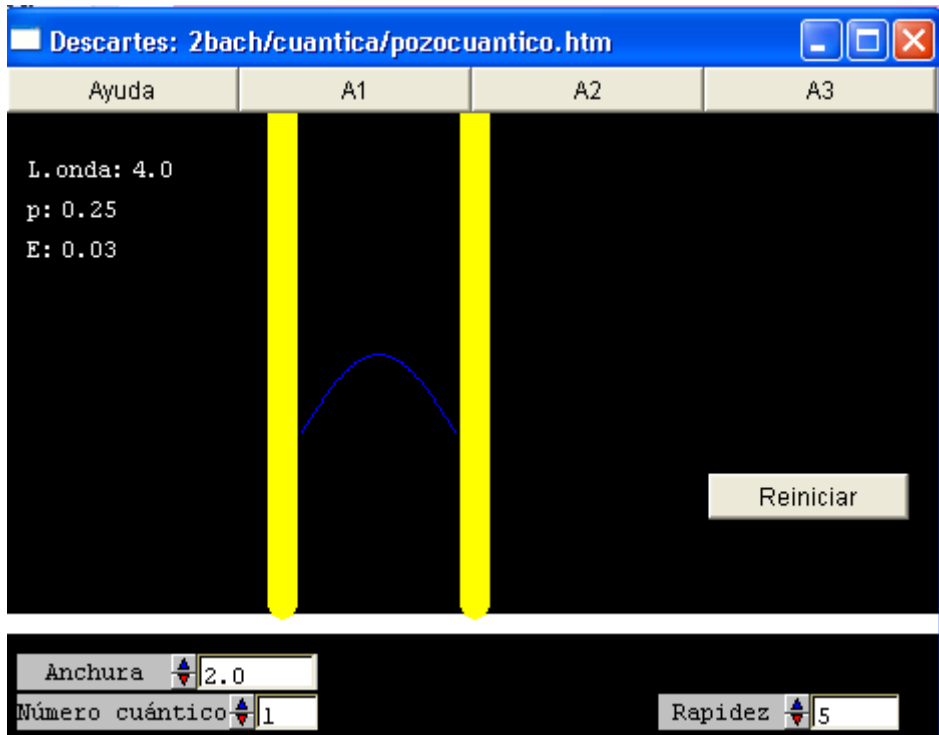 Descartes: 2bach/cuantica/pozocuantico.htm
Ayuda A1 A2 A3
L.onda: 4.0
p: 0.25
E: 0.03
Reiniciar
Anchura 2.0
Número cuántico 1 Rapidez 5